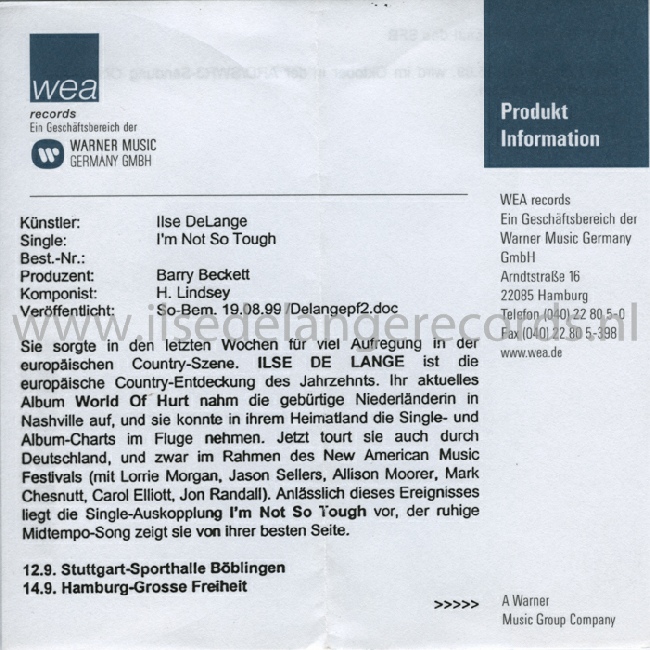 wea
records
Ein Geschäftsbereich der
WARNER MUSIC
GERMANY GMBH
Produkt
Information
WEA records
Ein Geschäftsbereich der
Warner Music Germany
GmbH
Arndtstraße 16
22085 Hamburg
Telefon (040) 22 80 5-0
Fax (040) 22 80 5-398
www.wea.de
Künstler: Ilse DeLange
Single: I'm Not So Tough
Best.-Nr.:
Produzent: Barry Beckett
Komponist: H. Lindsey
Veröffentlicht: So-Bem. 19.08.99 /Delangepf2.doc
www.ilsedelangerecords.nl
Sie sorgte in den letzten Wochen für viel Aufregung in der
europäischen Country-Szene. ILSE DE LANGE ist die
europäische Country-Entdeckung des Jahrzehnts. Ihr aktuelles
Album World Of Hurt nahm die gebürtige Niederländerin in
Nashville auf, und sie konnte in ihrem Heimatland die Single- und
Album-Charts im Fluge nehmen. Jetzt tourt sie auch durch
Deutschland, und zwar im Rahmen des New American Music
Festivals (mit Lorrie Morgan, Jason Sellers, Allison Moorer, Mark
Chesnutt, Carol Elliott, Jon Randall). Anlässlich dieses Ereignisses
liegt die Single-Auskopplung I'm Not So Tough vor, der ruhige
Midtempo-Song zeigt sie von ihrer besten Seite.
12.9. Stuttgart-Sporthalle Böblingen
14.9. Hamburg-Grosse Freiheit
>>>>>
A Warner
Music Group Company